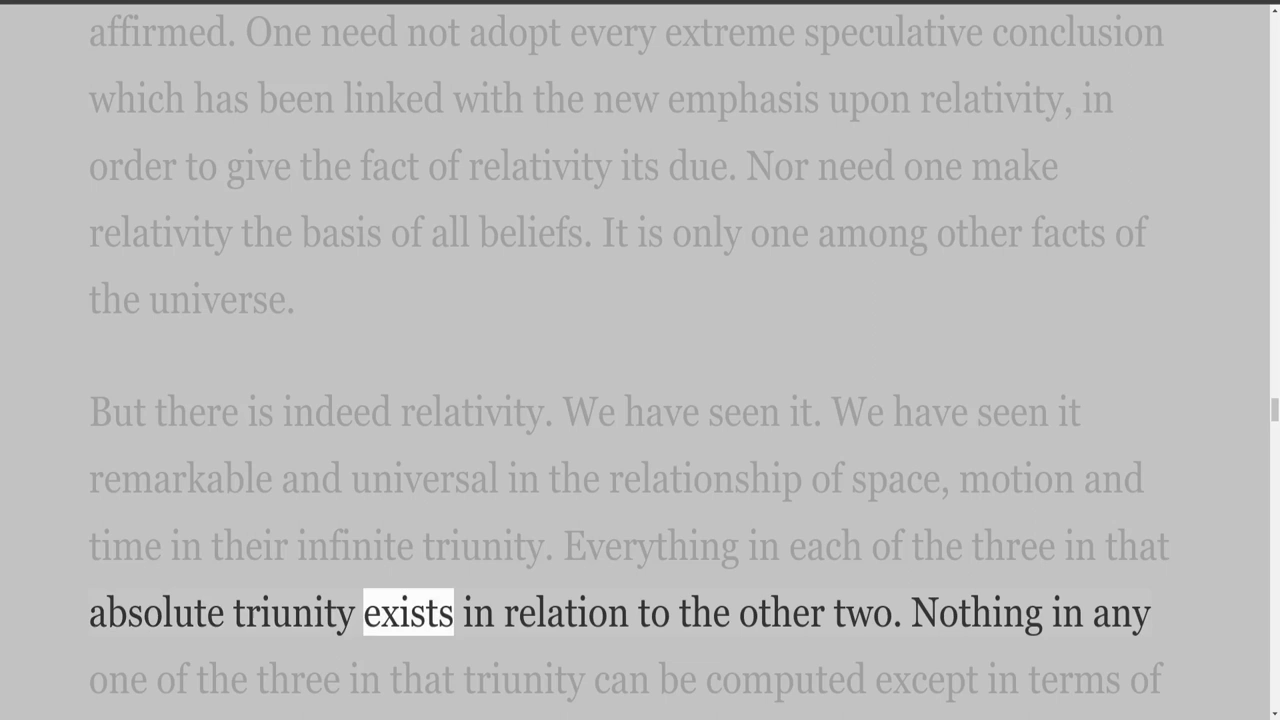 affirmed. One need not adopt every extreme speculative conclusion
which has been linked with the new emphasis upon relativity, in
order to give the fact of relativity its due. Nor need one make
relativity the basis of all beliefs. It is only one among other facts of
the universe.
But there is indeed relativity. We have seen it. We have seen it
remarkable and universal in the relationship of space, motion and
time in their infinite triunity. Everything in each of the three in that
absolute triunity exists in relation to the other two. Nothing in any
one of the three in that triunity can be computed except in terms of